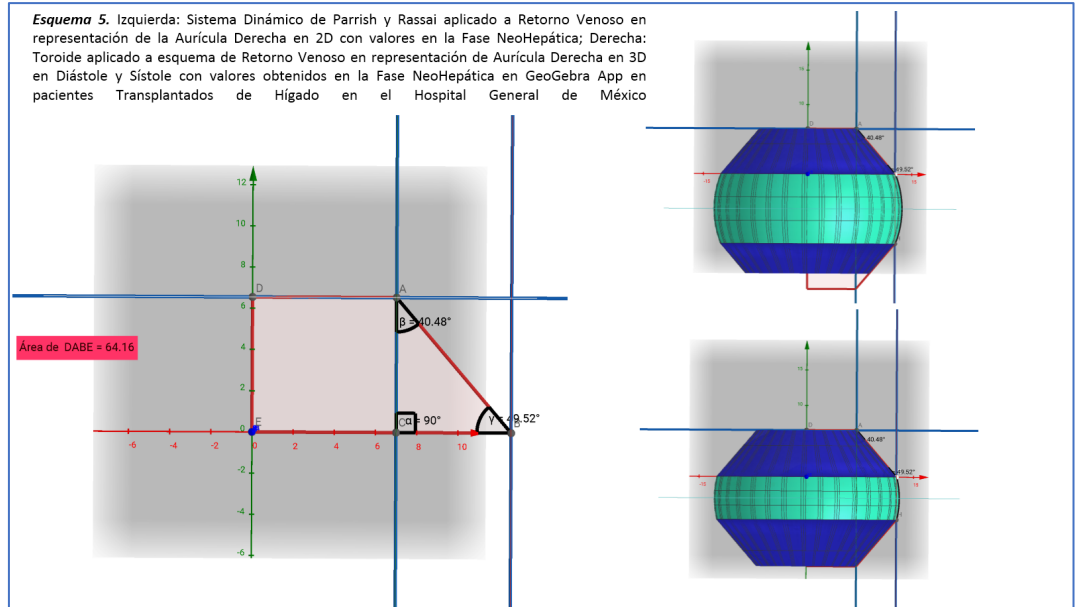 Esquema 5. Izquierda: Sistema Dinámico de Parrish y Rassai aplicado a Retorno Venoso en
representación de la Aurícula Derecha en 2D con valores en la Fase NeoHepática; Derecha:
Toroide aplicado a esquema de Retorno Venoso en representación de Aurícula Derecha en 3D
en Diástole y Sístole con valores obtenidos en la Fase NeoHepática en GeoGebra App en
pacientes Transplantados de Hígado en el Hospital General de México
12
10
8
D
A
6
β = 40.48°
Área de DABE = 64.16
4
2
0
E
C
α = 90°
γ = 49.52°
B
-6
-4
-2
0
2
4
6
8
10
-2
-4
-6
D
A
40.48°
49.52°
D
A
40.48°
49.52°